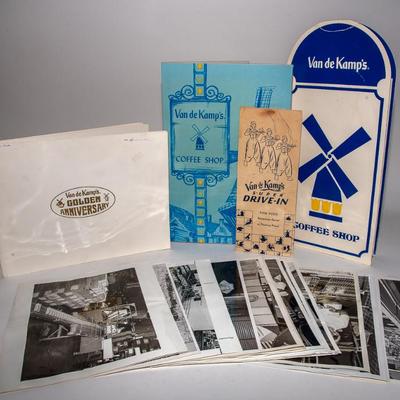 Van de Kamp's
GOLDEN
ANNIVERSARY
Van de Kamp's
COFFEE SHOP
Van de Kamp's
SUPER
DRIVE-IN
Van de Kamp's
COFFEE SHOP